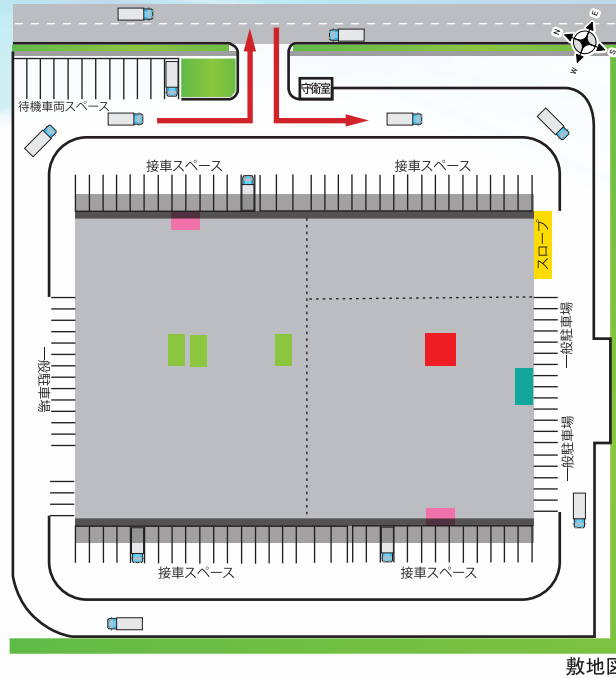 N
E
W
S
守衛室
待機車両スペース
接車スペース
接車スペース
スロープ
一般駐車場
一般駐車場
一般駐車場
接車スペース
接車スペース
敷地図